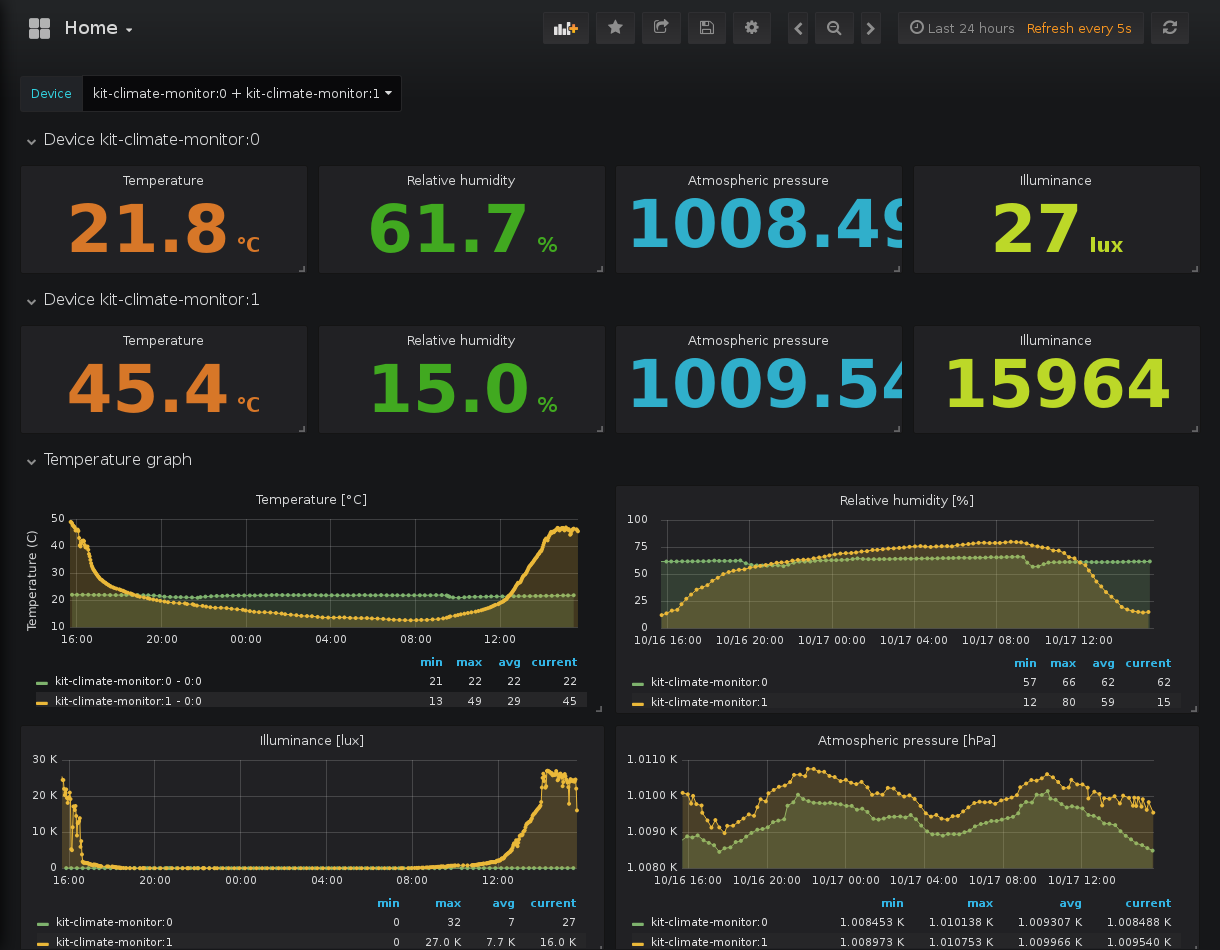 Home
Last 24 hours Refresh every 5s
Device kit-climate-monitor:0 + kit-climate-monitor:1
Device kit-climate-monitor:0
Temperature Relative humidity Atmospheric pressure Illuminance
21.8 °C 61.7 % 1008.49 27 lux
Device kit-climate-monitor:1
Temperature Relative humidity Atmospheric pressure Illuminance
45.4 °C 15.0 % 1009.54 15964
Temperature graph
Temperature [°C]
Temperature (C)
50
40
30
20
10
16:00 20:00 00:00 04:00 08:00 12:00
min max avg current
kit-climate-monitor:0 - 0:0 21 22 22 22
kit-climate-monitor:1 - 0:0 13 49 29 45
Relative humidity [%]
100
75
50
25
0
10/16 16:00 10/16 20:00 10/17 00:00 10/17 04:00 10/17 08:00 10/17 12:00
min max avg current
kit-climate-monitor:0 57 66 62 62
kit-climate-monitor:1 12 80 59 15
Illuminance [lux]
30 K
20 K
10 K
0
16:00 20:00 00:00 04:00 08:00 12:00
min max avg current
kit-climate-monitor:0 0 32 7 27
kit-climate-monitor:1 0 27.0 K 7.7 K 16.0 K
Atmospheric pressure [hPa]
1.0110 K
1.0100 K
1.0090 K
1.0080 K
10/16 16:00 10/16 20:00 10/17 00:00 10/17 04:00 10/17 08:00 10/17 12:00
min max avg current
kit-climate-monitor:0 1.008453 K 1.010138 K 1.009307 K 1.008488 K
kit-climate-monitor:1 1.008973 K 1.010753 K 1.009966 K 1.009540 K